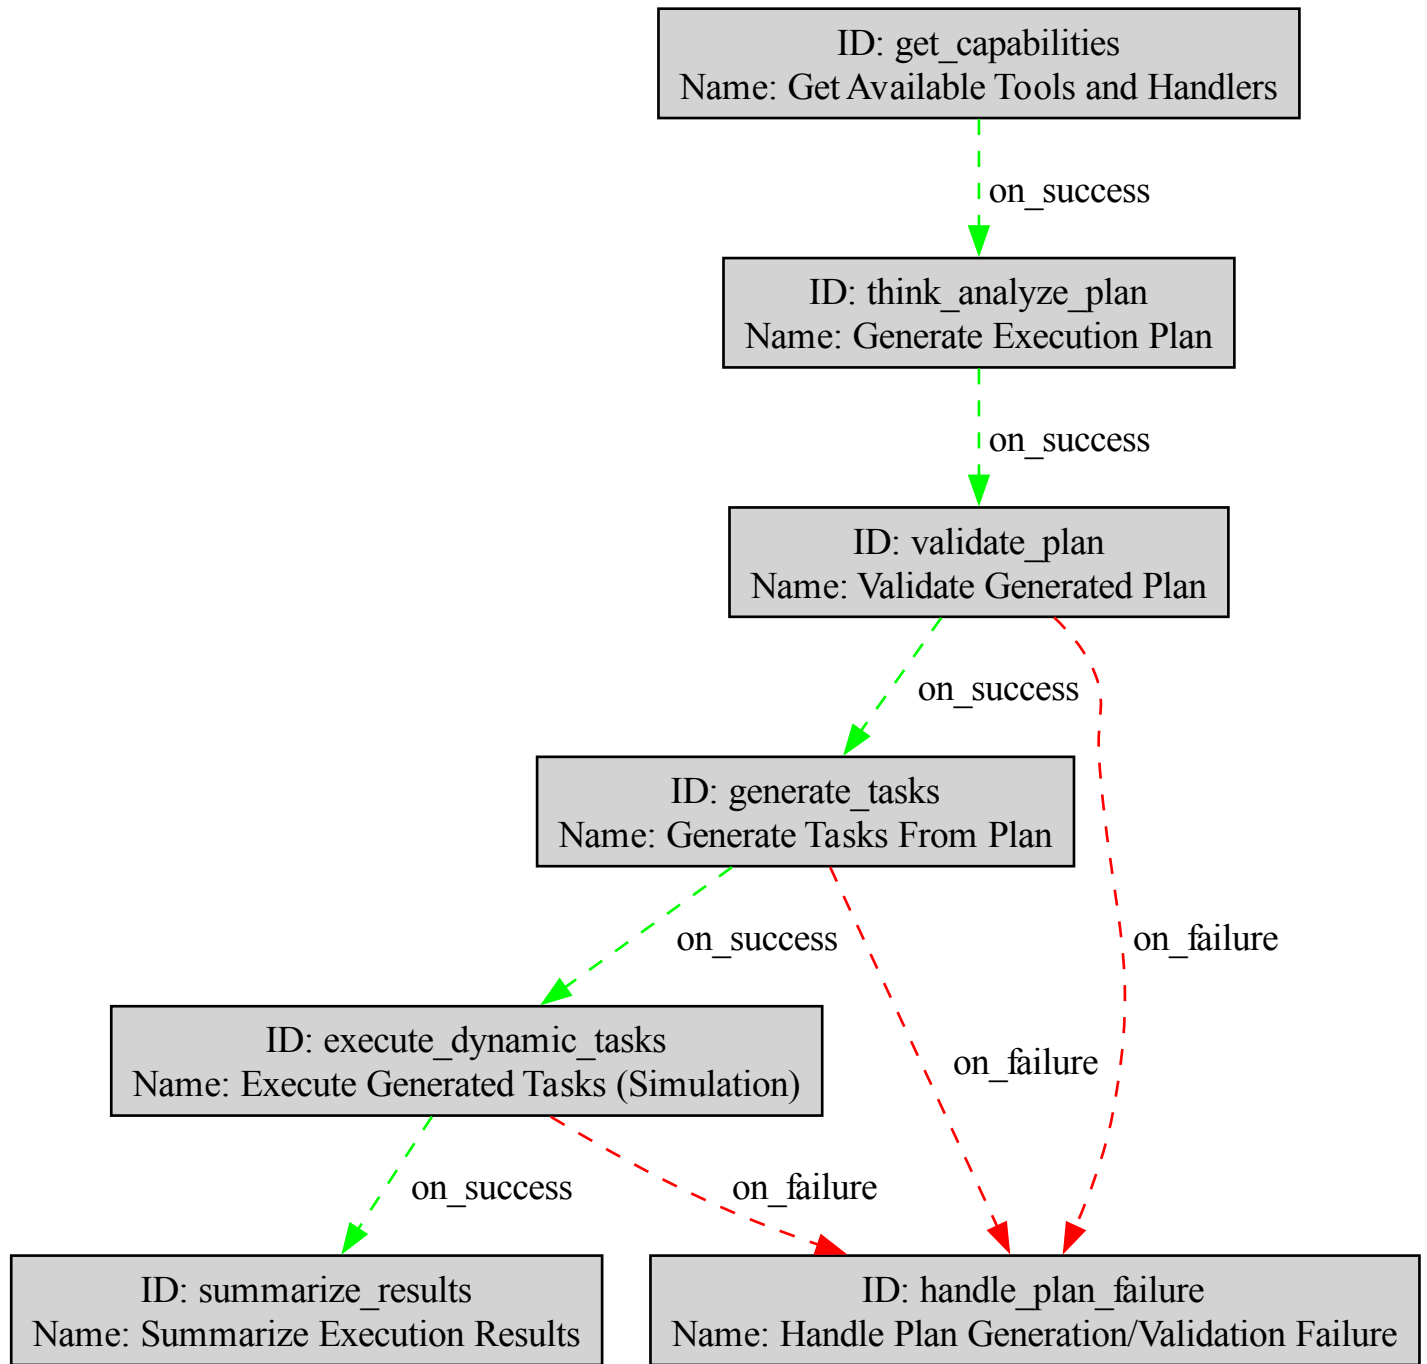 ID: get_capabilities
Name: Get Available Tools and Handlers
on_success
ID: think_analyze_plan
Name: Generate Execution Plan
on_success
ID: validate_plan
Name: Validate Generated Plan
on_success
ID: generate_tasks
Name: Generate Tasks From Plan
on_success
on_failure
ID: execute_dynamic_tasks
Name: Execute Generated Tasks (Simulation)
on_failure
on_success
on_failure
ID: summarize_results
Name: Summarize Execution Results
ID: handle_plan_failure
Name: Handle Plan Generation/Validation Failure